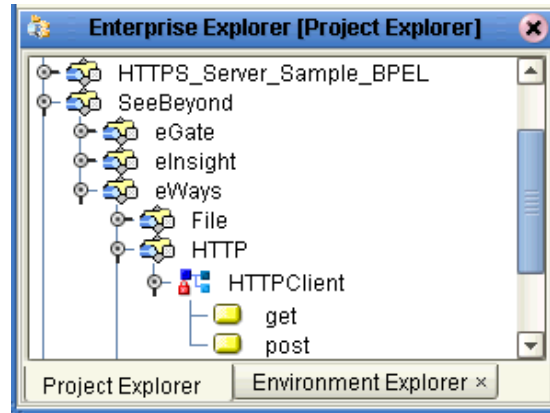 Enterprise Explorer [Project Explorer]
HTTPS_Server_Sample_BPEL
SeeBeyond
eGate
eInsight
eWays
File
HTTP
HTTPClient
get
post
Project Explorer
Environment Explorer ×